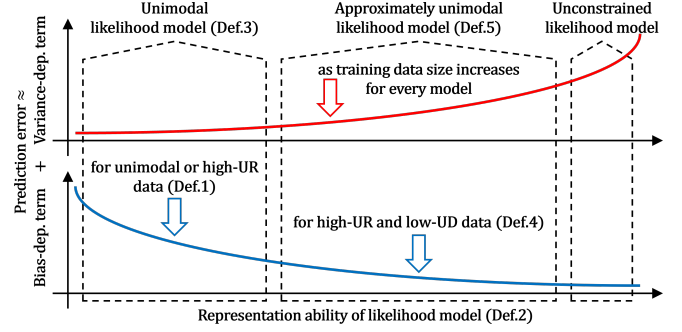 Unimodal
likelihood model (Def.3)
Approximately unimodal
likelihood model (Def.5)
Unconstrained
likelihood model
as training data size increases
for every model
Prediction error ≈
Variance-dep. term
+
Bias-dep. term
for unimodal or high-UR
data (Def.1)
for high-UR and low-UD data (Def.4)
Representation ability of likelihood model (Def.2)